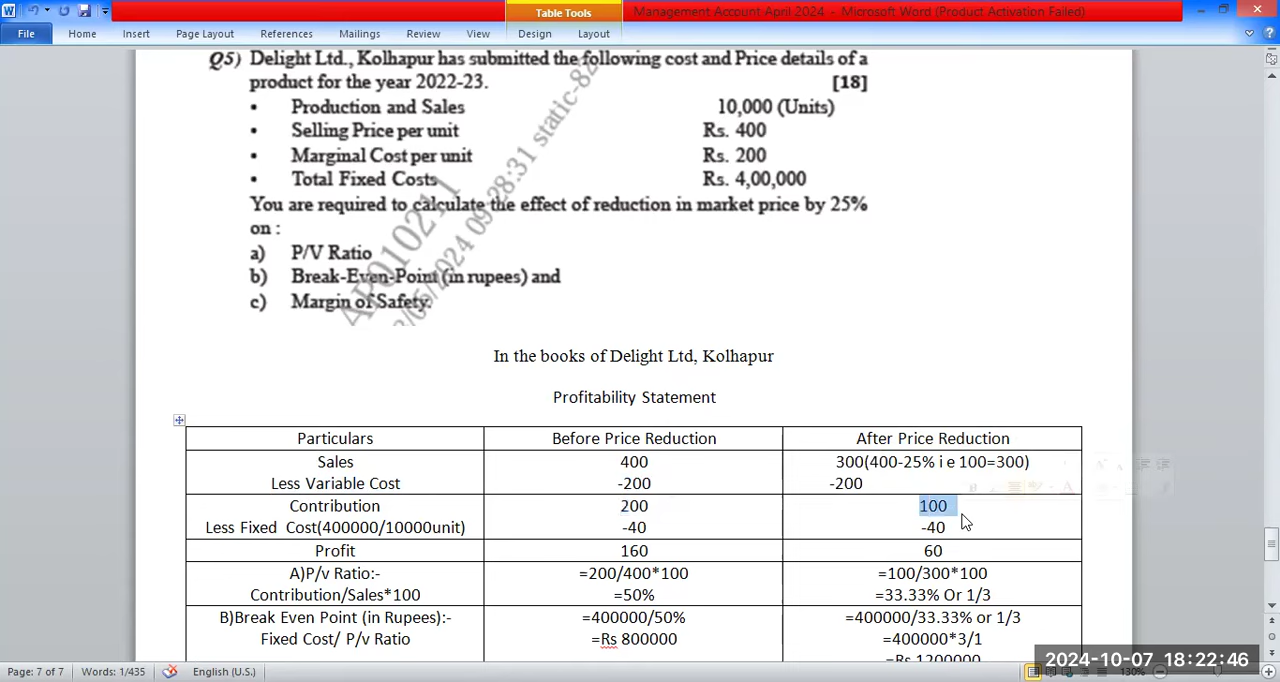 Table Tools
Management Account April 2024 - Microsoft Word (Product Activation Failed)
File Home Insert Page Layout References Mailings Review View Design Layout
Q5) Delight Ltd., Kolhapur has submitted the following cost and Price details of a
product for the year 2022-23. [18]
• Production and Sales 10,000 (Units)
• Selling Price per unit Rs. 400
• Marginal Cost per unit Rs. 200
• Total Fixed Costs Rs. 4,00,000
You are required to calculate the effect of reduction in market price by 25%
on :
a) P/V Ratio
b) Break-Even-Point (in rupees) and
c) Margin of Safety.
In the books of Delight Ltd, Kolhapur
Profitability Statement
Particulars Before Price Reduction After Price Reduction
Sales 400 300(400-25% i e 100=300)
Less Variable Cost -200 -200
Contribution 200 100
Less Fixed Cost(400000/10000unit) -40 -40
Profit 160 60
A)P/v Ratio:- =200/400*100 =100/300*100
Contribution/Sales*100 =50% =33.33% Or 1/3
B)Break Even Point (in Rupees):- =400000/50% =400000/33.33% or 1/3
Fixed Cost/ P/v Ratio =Rs 800000 =400000*3/1
=Rs 1200000
2024-10-07 18:22:46
Page: 7 of 7 Words: 1/435 English (U.S.) 130%